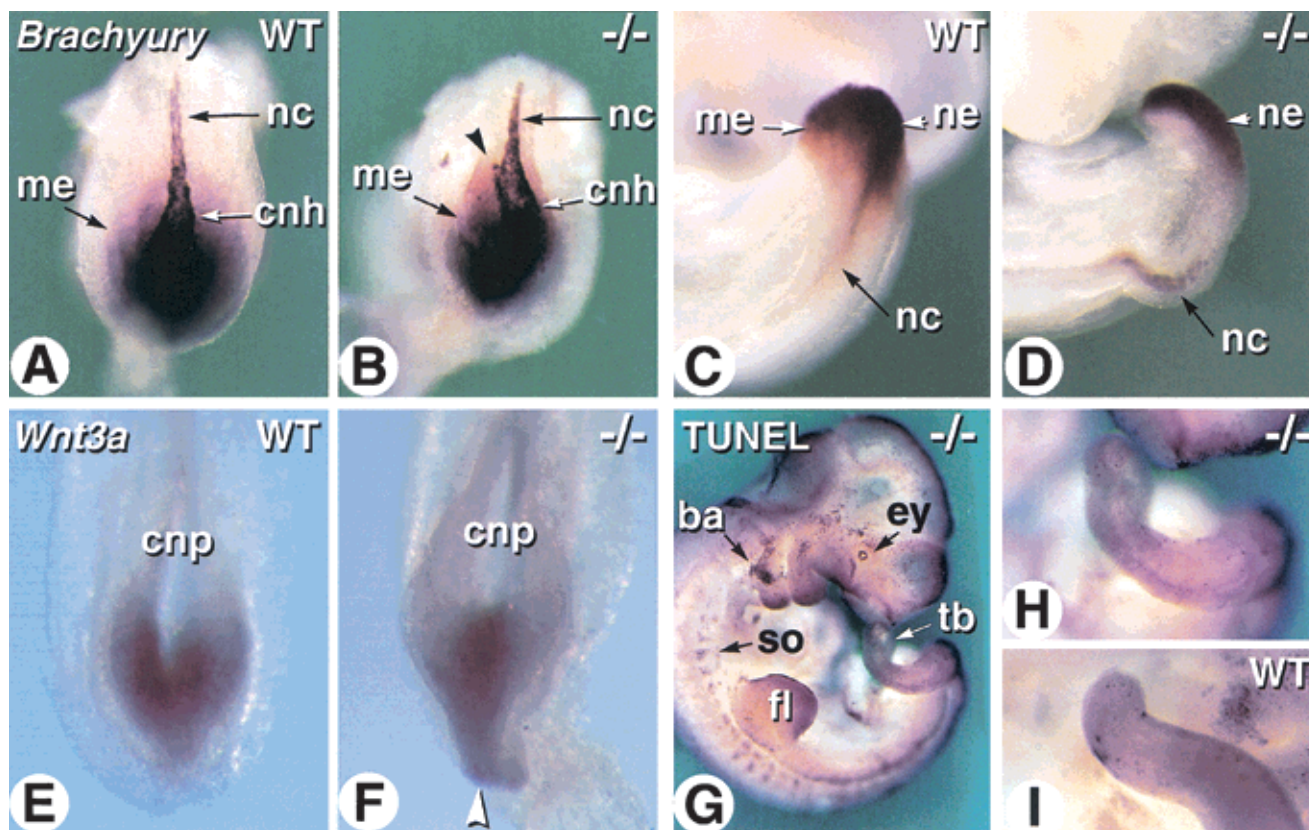 Brachyury WT
nc
me
cnh
A
-/-
nc
me
cnh
B
WT
me
ne
nc
C
-/-
ne
nc
D
Wnt3a WT
cnp
E
-/-
cnp
F
TUNEL -/-
ba
ey
so
tb
fl
G
-/-
H
WT
I